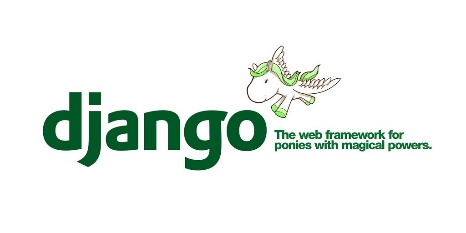 django
The web framework for
ponies with magical powers.